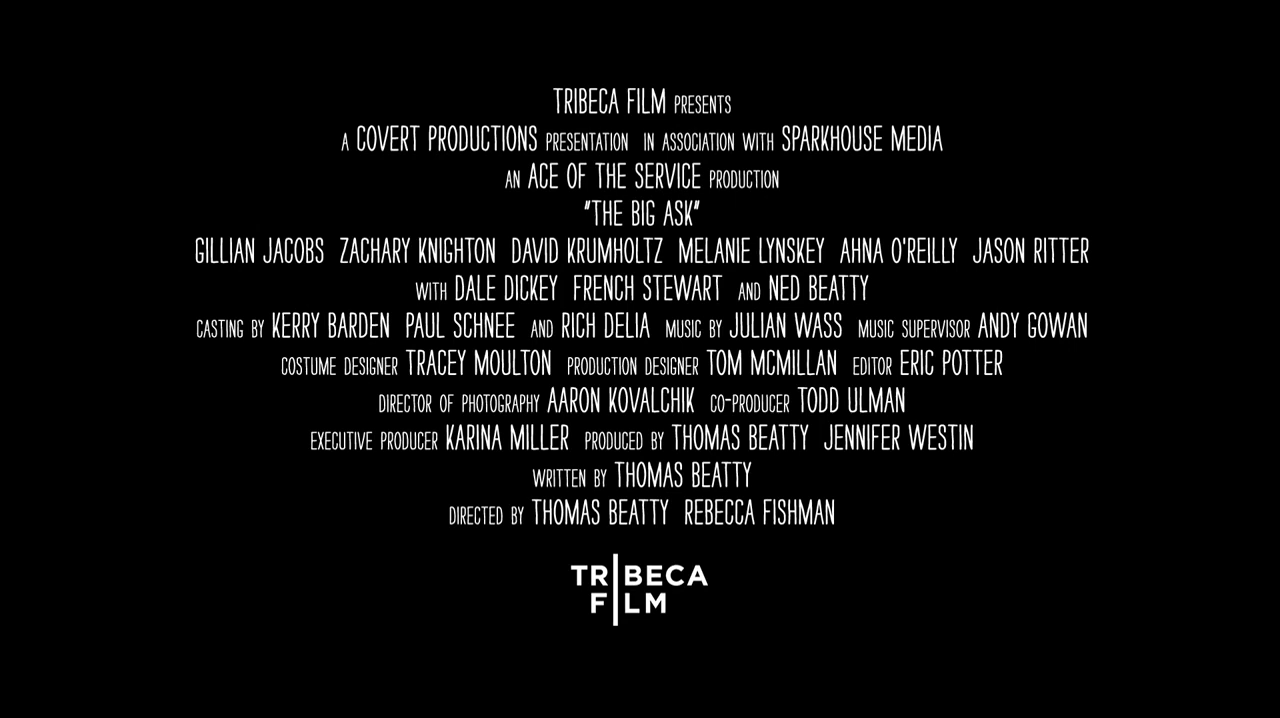 TRIBECA FILM PRESENTS
A COVERT PRODUCTIONS PRESENTATION IN ASSOCIATION WITH SPARKHOUSE MEDIA
AN ACE OF THE SERVICE PRODUCTION
"THE BIG ASK"
GILLIAN JACOBS ZACHARY KNIGHTON DAVID KRUMHOLTZ MELANIE LYNSKEY AHNA O'REILLY JASON RITTER
WITH DALE DICKEY FRENCH STEWART AND NED BEATTY
CASTING BY KERRY BARDEN PAUL SCHNEE AND RICH DELIA MUSIC BY JULIAN WASS MUSIC SUPERVISOR ANDY GOWAN
COSTUME DESIGNER TRACEY MOULTON PRODUCTION DESIGNER TOM MCMILLAN EDITOR ERIC POTTER
DIRECTOR OF PHOTOGRAPHY AARON KOVALCHIK CO-PRODUCER TODD ULMAN
EXECUTIVE PRODUCER KARINA MILLER PRODUCED BY THOMAS BEATTY JENNIFER WESTIN
WRITTEN BY THOMAS BEATTY
DIRECTED BY THOMAS BEATTY REBECCA FISHMAN
TRIBECA
FILM